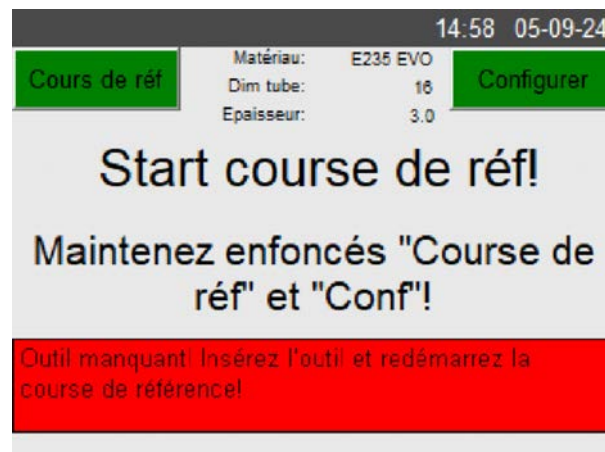 14:58 05-09-24
Cours de réf
Matériau: E235 EVO
Dim tube: 16
Epaisseur: 3.0
Configurer
Start course de réf!
Maintenez enfoncés "Course de
réf" et "Conf"!
Outil manquant! Insérez l'outil et redémarrez la
course de référence!